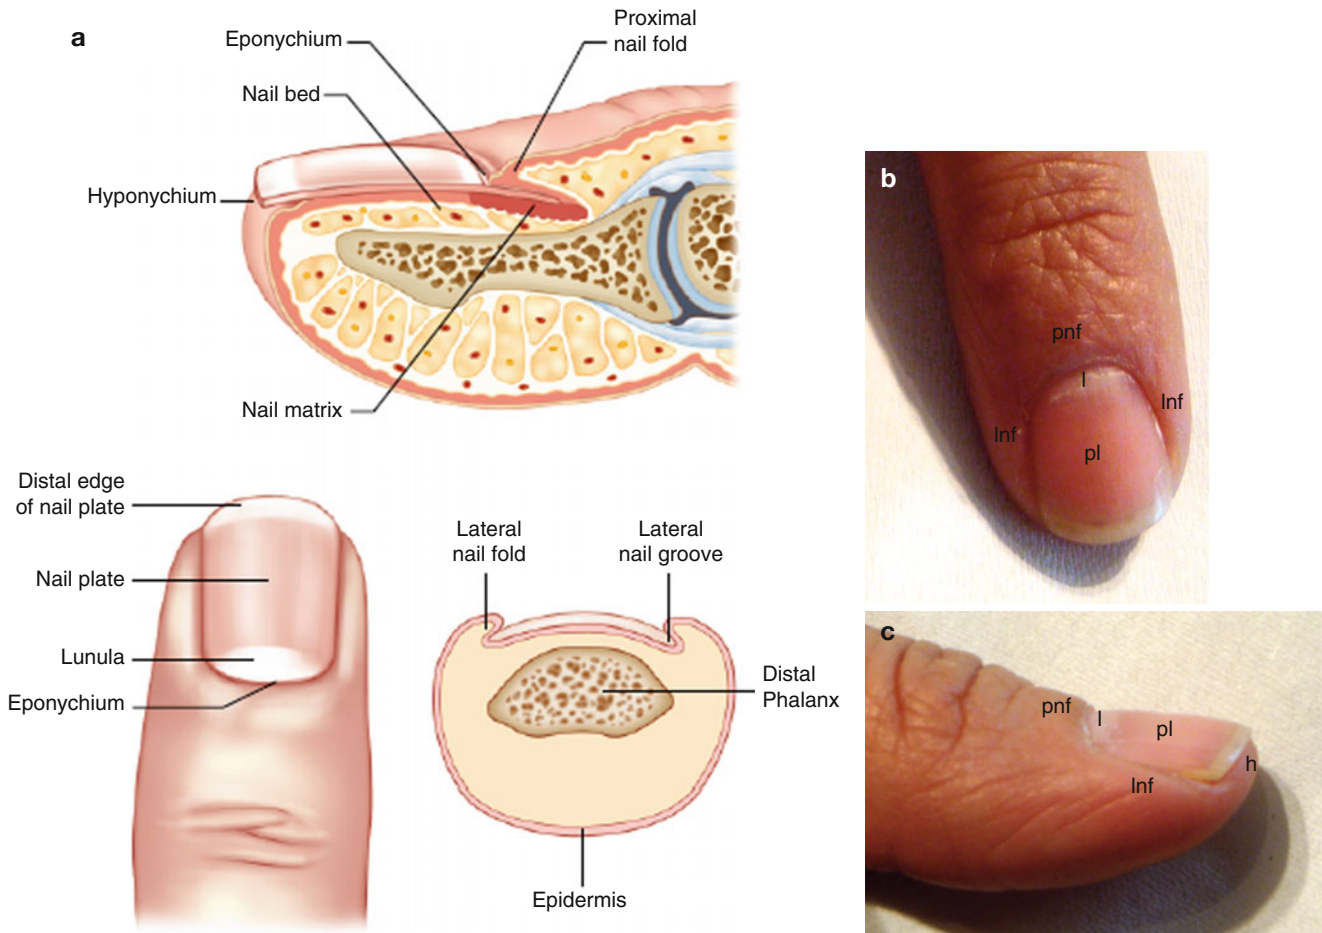 a
Eponychium
Proximal
nail fold
Nail bed
Hyponychium
Nail matrix
Distal edge
of nail plate
Nail plate
Lunula
Eponychium
Lateral
nail fold
Lateral
nail groove
Distal
Phalanx
Epidermis
b
pnf
l
lnf
lnf
pl
c
pnf
l
pl
h
lnf